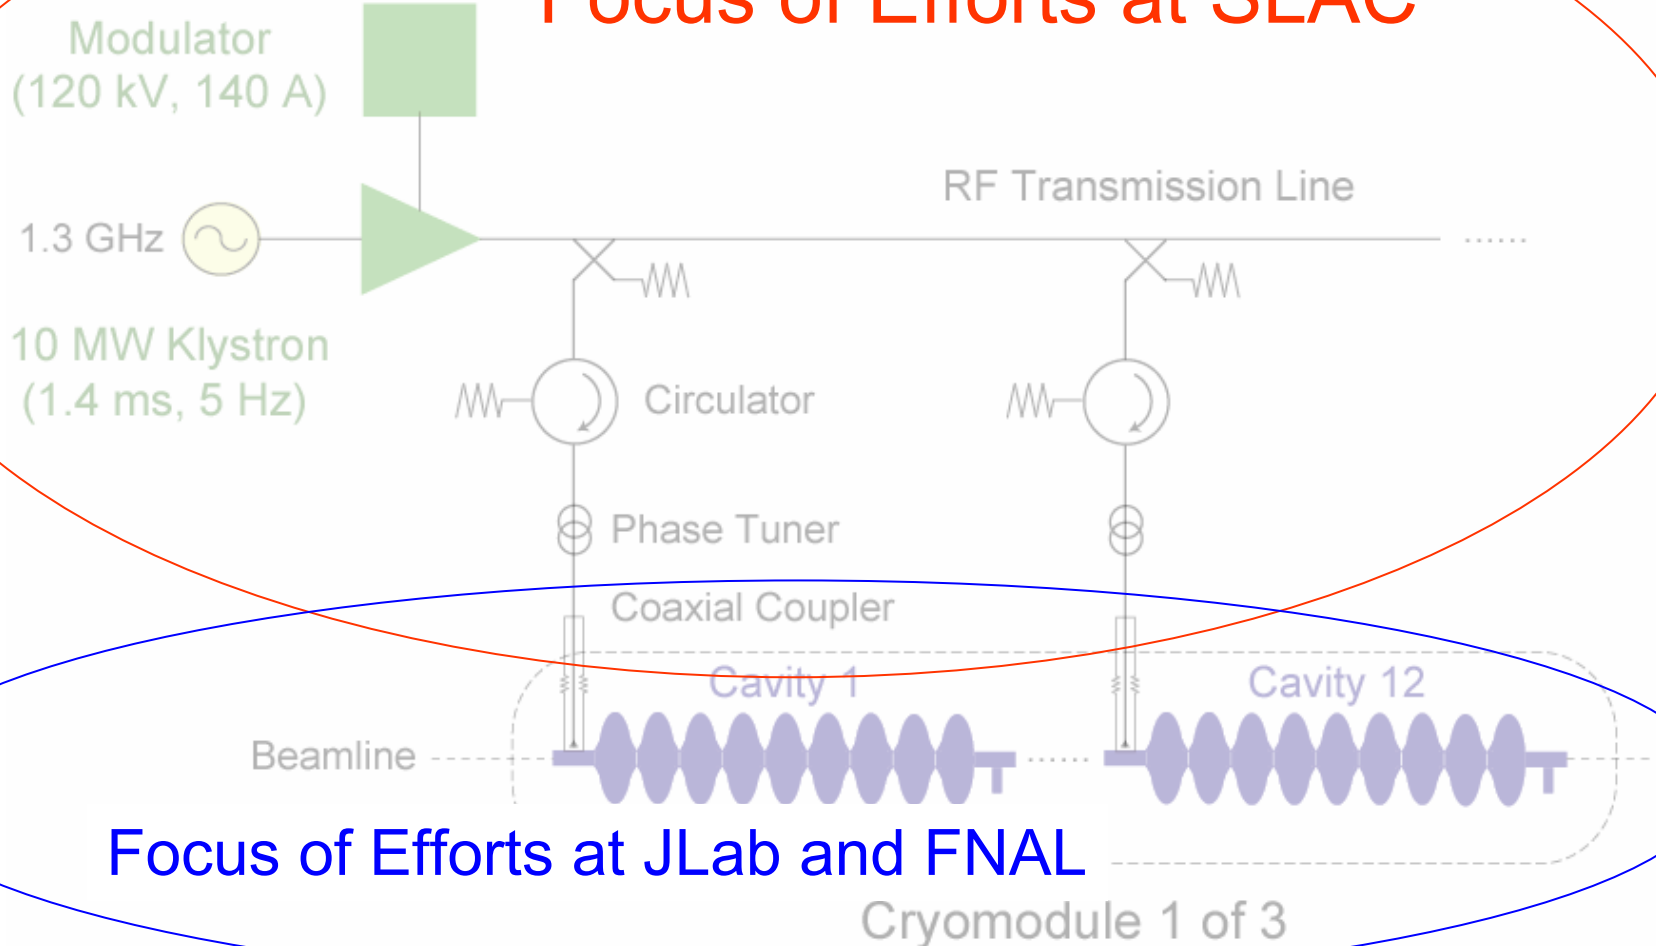 Focus of Efforts at SLAC
Modulator
(120 kV, 140 A)
RF Transmission Line
1.3 GHz
......
10 MW Klystron
(1.4 ms, 5 Hz)
Circulator
Phase Tuner
Coaxial Coupler
Cavity 1
Cavity 12
Beamline
......
Focus of Efforts at JLab and FNAL
Cryomodule 1 of 3